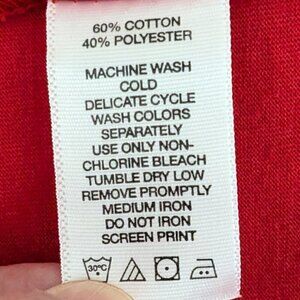 60% COTTON
40% POLYESTER
MACHINE WASH
COLD
DELICATE CYCLE
WASH COLORS
SEPARATELY
USE ONLY NON-
CHLORINE BLEACH
TUMBLE DRY LOW
REMOVE PROMPTLY
MEDIUM IRON
DO NOT IRON
SCREEN PRINT
30°C